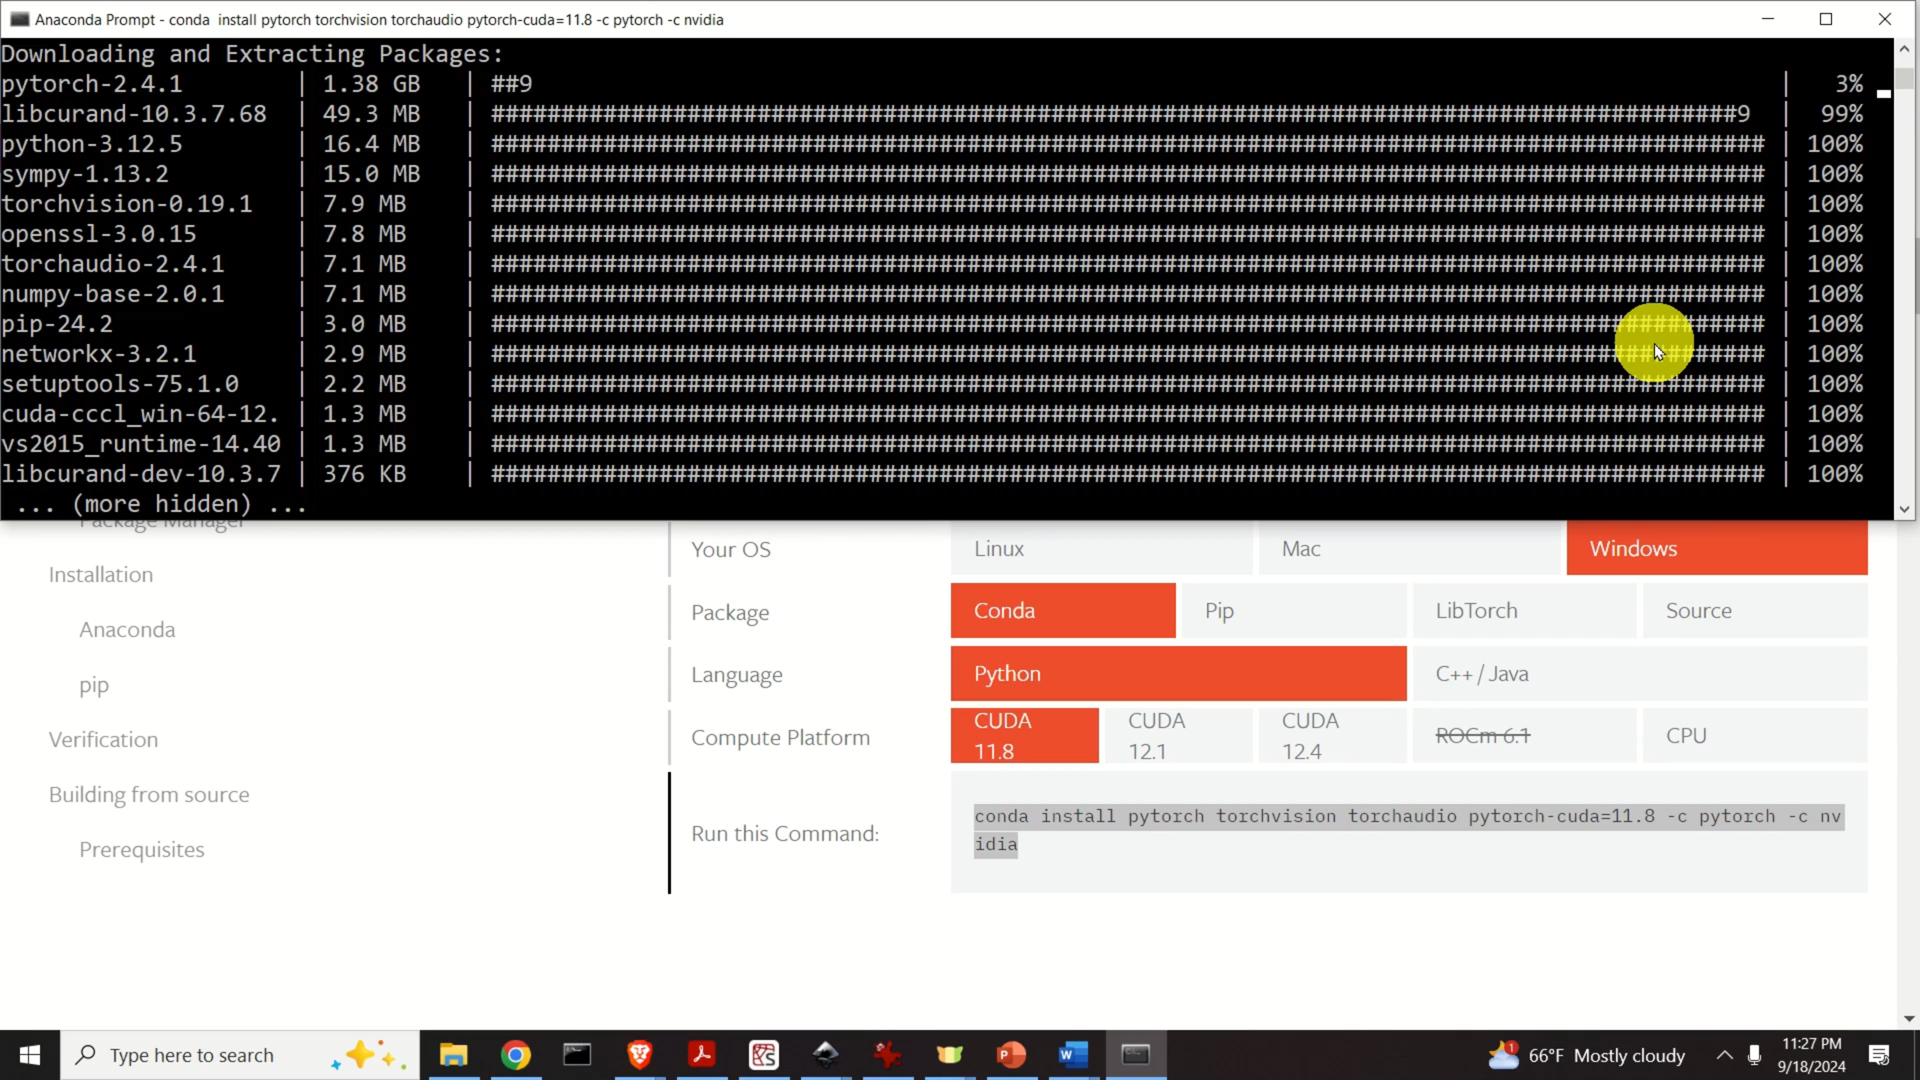 Anaconda Prompt - conda  install pytorch torchvision torchaudio pytorch-cuda=11.8 -c pytorch -c nvidia
Downloading and Extracting Packages:
pytorch-2.4.1 | 1.38 GB | ##9 | 3%
libcurand-10.3.7.68 | 49.3 MB | ##########################################################################################9 | 99%
python-3.12.5 | 16.4 MB | ########################################################################################### | 100%
sympy-1.13.2 | 15.0 MB | ########################################################################################### | 100%
torchvision-0.19.1 | 7.9 MB | ########################################################################################### | 100%
openssl-3.0.15 | 7.8 MB | ########################################################################################### | 100%
torchaudio-2.4.1 | 7.1 MB | ########################################################################################### | 100%
numpy-base-2.0.1 | 7.1 MB | ########################################################################################### | 100%
pip-24.2 | 3.0 MB | ########################################################################################### | 100%
networkx-3.2.1 | 2.9 MB | ########################################################################################### | 100%
setuptools-75.1.0 | 2.2 MB | ########################################################################################### | 100%
cuda-cccl_win-64-12. | 1.3 MB | ########################################################################################### | 100%
vs2015_runtime-14.40 | 1.3 MB | ########################################################################################### | 100%
libcurand-dev-10.3.7 | 376 KB | ########################################################################################### | 100%
... (more hidden) ...
Package Manager
Installation
Anaconda
pip
Verification
Building from source
Prerequisites
Your OS
Linux
Mac
Windows
Package
Conda
Pip
LibTorch
Source
Language
Python
C++ / Java
Compute Platform
CUDA
11.8
CUDA
12.1
CUDA
12.4
ROCm 6.1
CPU
Run this Command:
conda install pytorch torchvision torchaudio pytorch-cuda=11.8 -c pytorch -c nv
idia
Type here to search
66°F Mostly cloudy
11:27 PM
9/18/2024